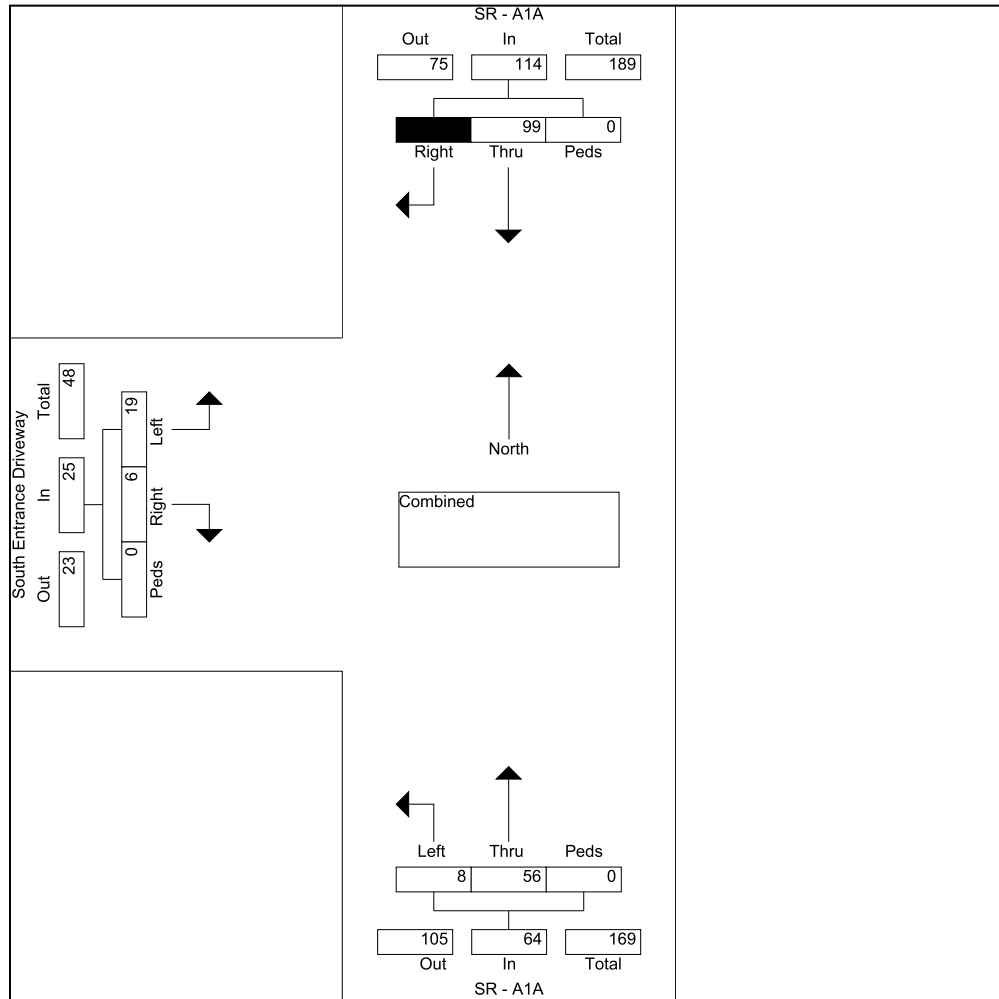 SR - A1A
Out In Total
75 114 189
99 0
Right Thru Peds
South Entrance Driveway
Total In Out
48 25 23
19 6 0
Left Right Peds
North
Combined
Left Thru Peds
8 56 0
105 64 169
Out In Total
SR - A1A